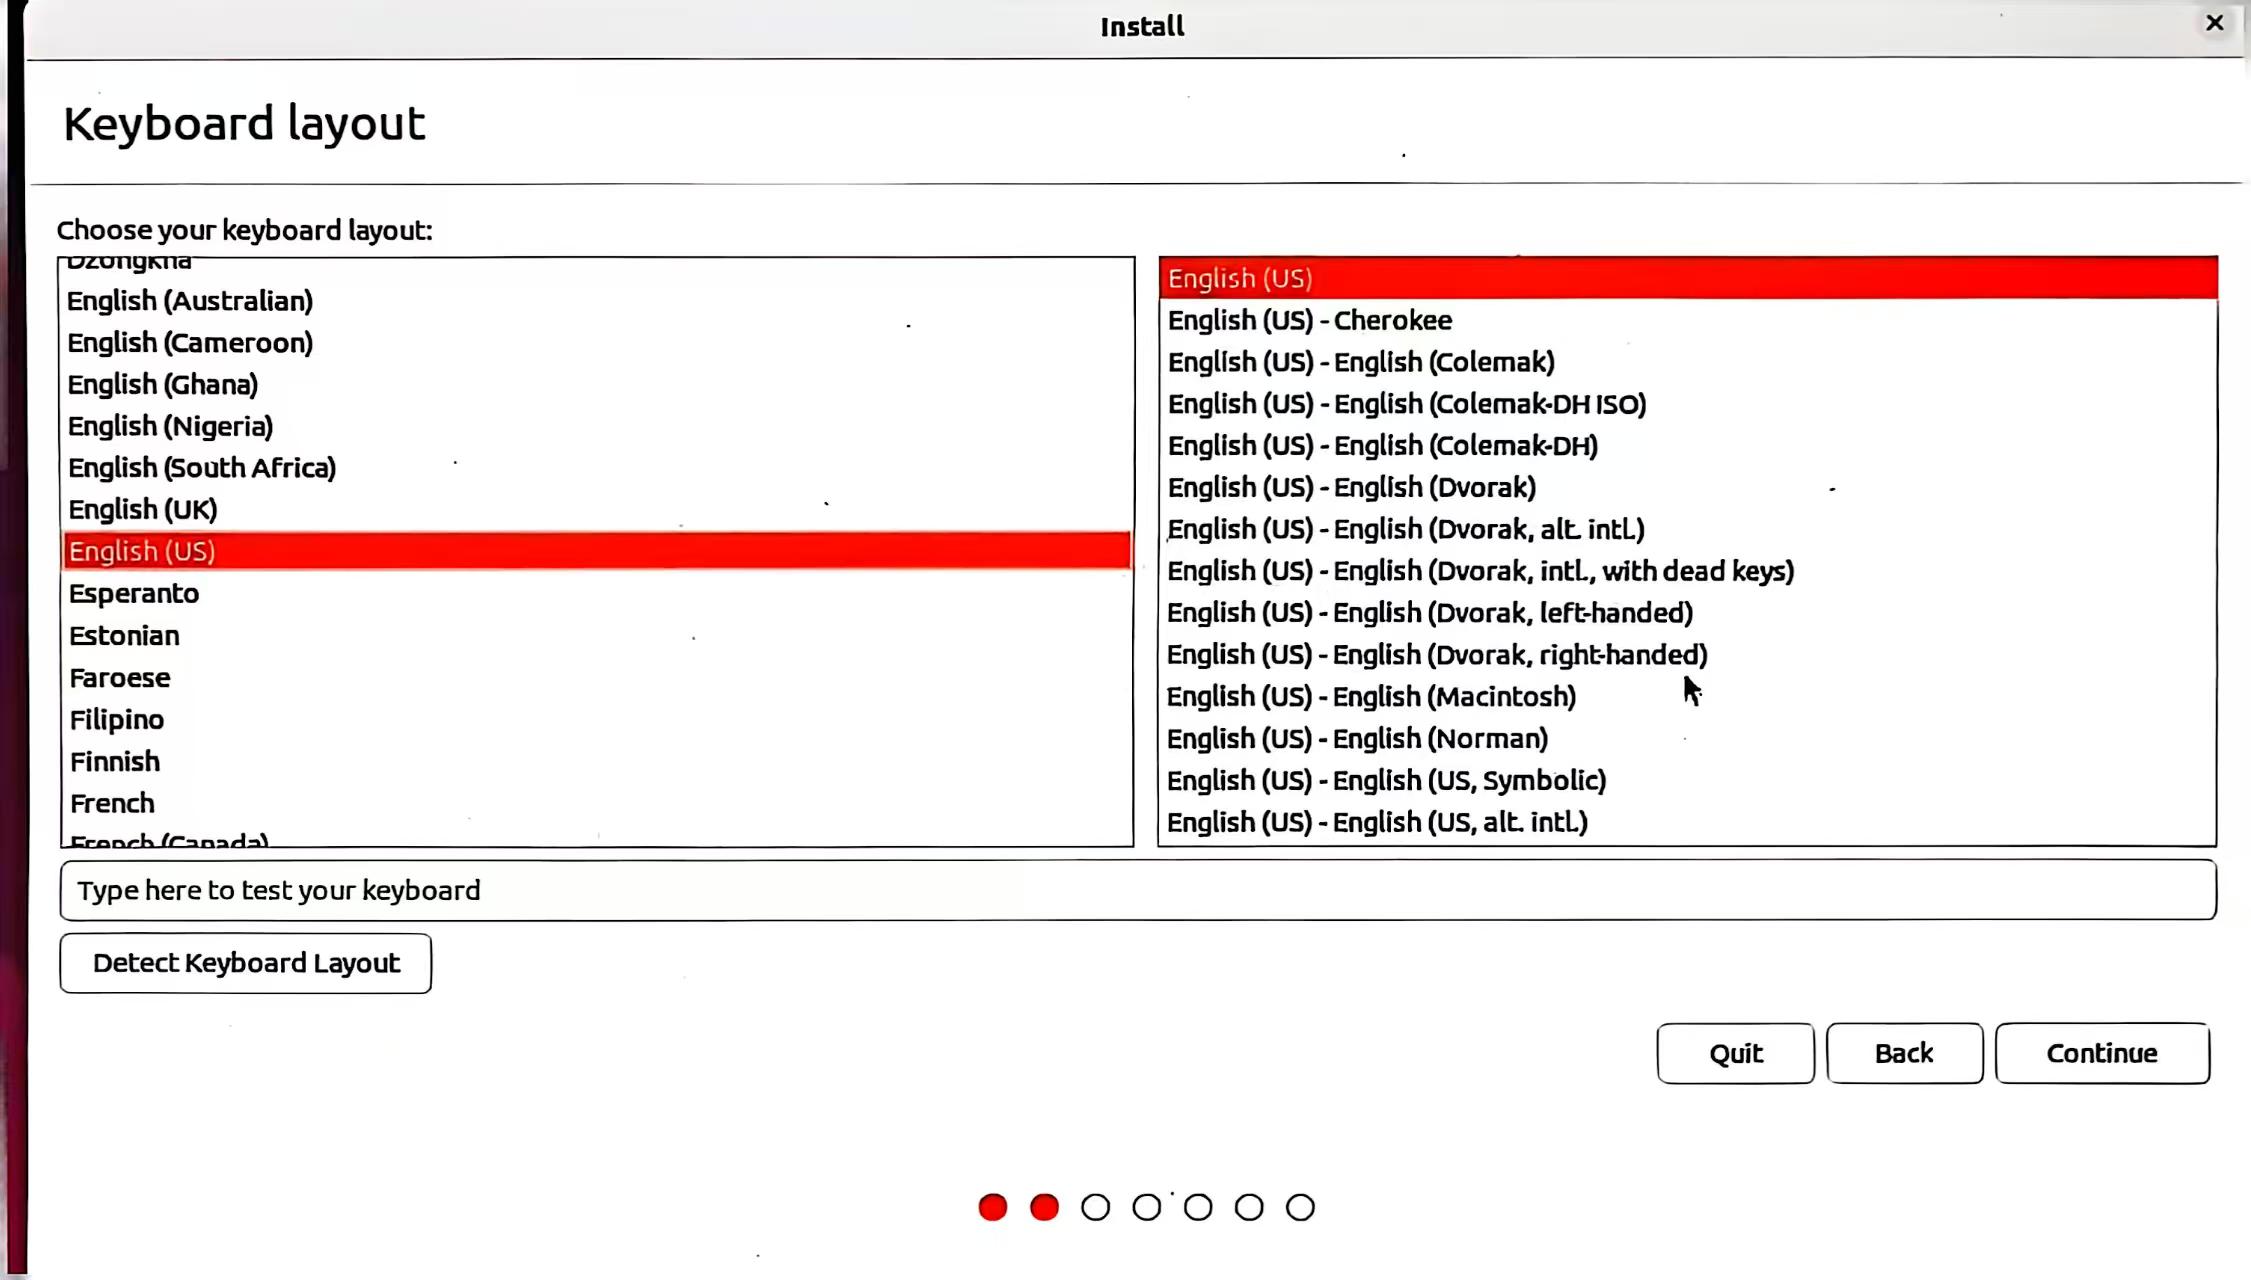 Install
Keyboard layout
Choose your keyboard layout:
Dzongkha
English (Australian)
English (Cameroon)
English (Ghana)
English (Nigeria)
English (South Africa)
English (UK)
English (US)
Esperanto
Estonian
Faroese
Filipino
Finnish
French
French (Canada)
English (US)
English (US) - Cherokee
English (US) - English (Colemak)
English (US) - English (Colemak-DH ISO)
English (US) - English (Colemak-DH)
English (US) - English (Dvorak)
English (US) - English (Dvorak, alt. intl.)
English (US) - English (Dvorak, intl., with dead keys)
English (US) - English (Dvorak, left-handed)
English (US) - English (Dvorak, right-handed)
English (US) - English (Macintosh)
English (US) - English (Norman)
English (US) - English (US, Symbolic)
English (US) - English (US, alt. intl.)
Type here to test your keyboard
Detect Keyboard Layout
Quit
Back
Continue